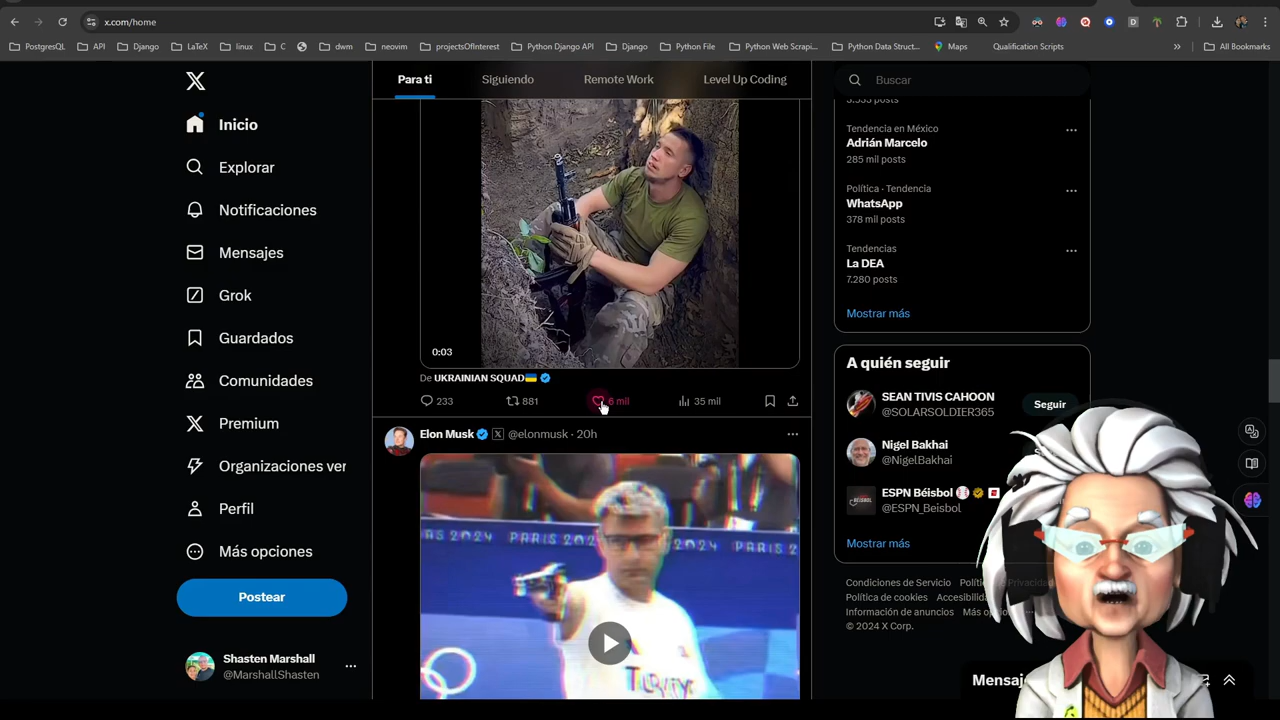 x.com/home
PostgresQL
API
Django
LaTeX
linux
C
dwm
neovim
projectsOfInterest
Python Django API
Django
Python File
Python Web Scrapi...
Python Data Struct...
Maps
Qualification Scripts
All Bookmarks
Inicio
Explorar
Notificaciones
Mensajes
Grok
Guardados
Comunidades
Premium
Organizaciones ver
Perfil
Más opciones
Postear
Shasten Marshall
@MarshallShasten
Para ti
Siguiendo
Remote Work
Level Up Coding
0:03
De UKRAINIAN SQUAD
233
881
6 mil
35 mil
Elon Musk @elonmusk · 20h
PARIS 2024
PARIS
Buscar
posts
Tendencia en México
Adrián Marcelo
285 mil posts
Política · Tendencia
WhatsApp
378 mil posts
Tendencias
La DEA
7.280 posts
Mostrar más
A quién seguir
SEAN TIVIS CAHOON
@SOLARSOLDIER365
Seguir
Nigel Bakhai
@NigelBakhai
ESPN Béisbol
@ESPN_Beisbol
Mostrar más
Condiciones de Servicio
Política de cookies
Información de anuncios
© 2024 X Corp.